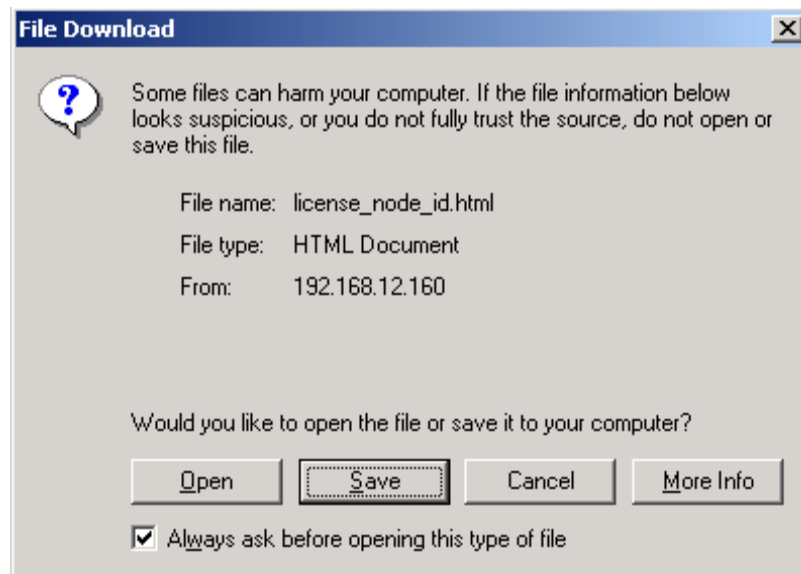 File Download
Some files can harm your computer. If the file information below
looks suspicious, or you do not fully trust the source, do not open or
save this file.
File name: license_node_id.html
File type: HTML Document
From: 192.168.12.160
Would you like to open the file or save it to your computer?
Open Save Cancel More Info
Always ask before opening this type of file